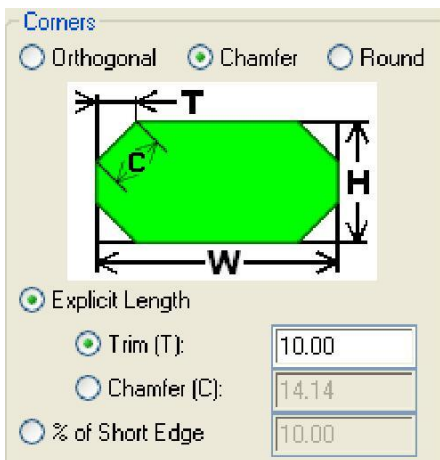 Corners
Orthogonal Chamfer Round
T
C
H
W
Explicit Length
Trim (T): 10.00
Chamfer (C): 14.14
% of Short Edge 10.00